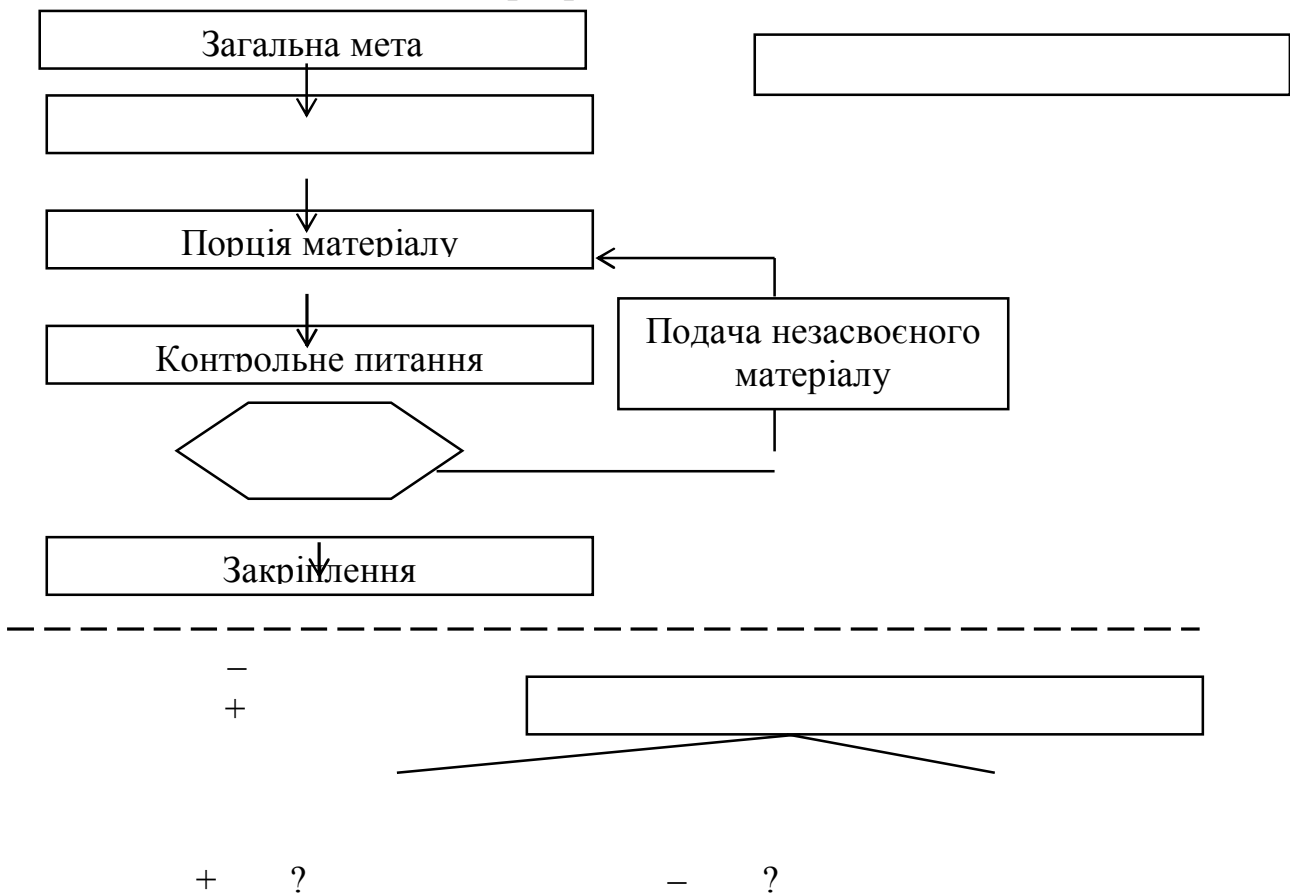 Загальна мета
Порція матеріалу
Подача незасвоєного
матеріалу
Контрольне питання
Закріплення
–
+
+ ? – ?